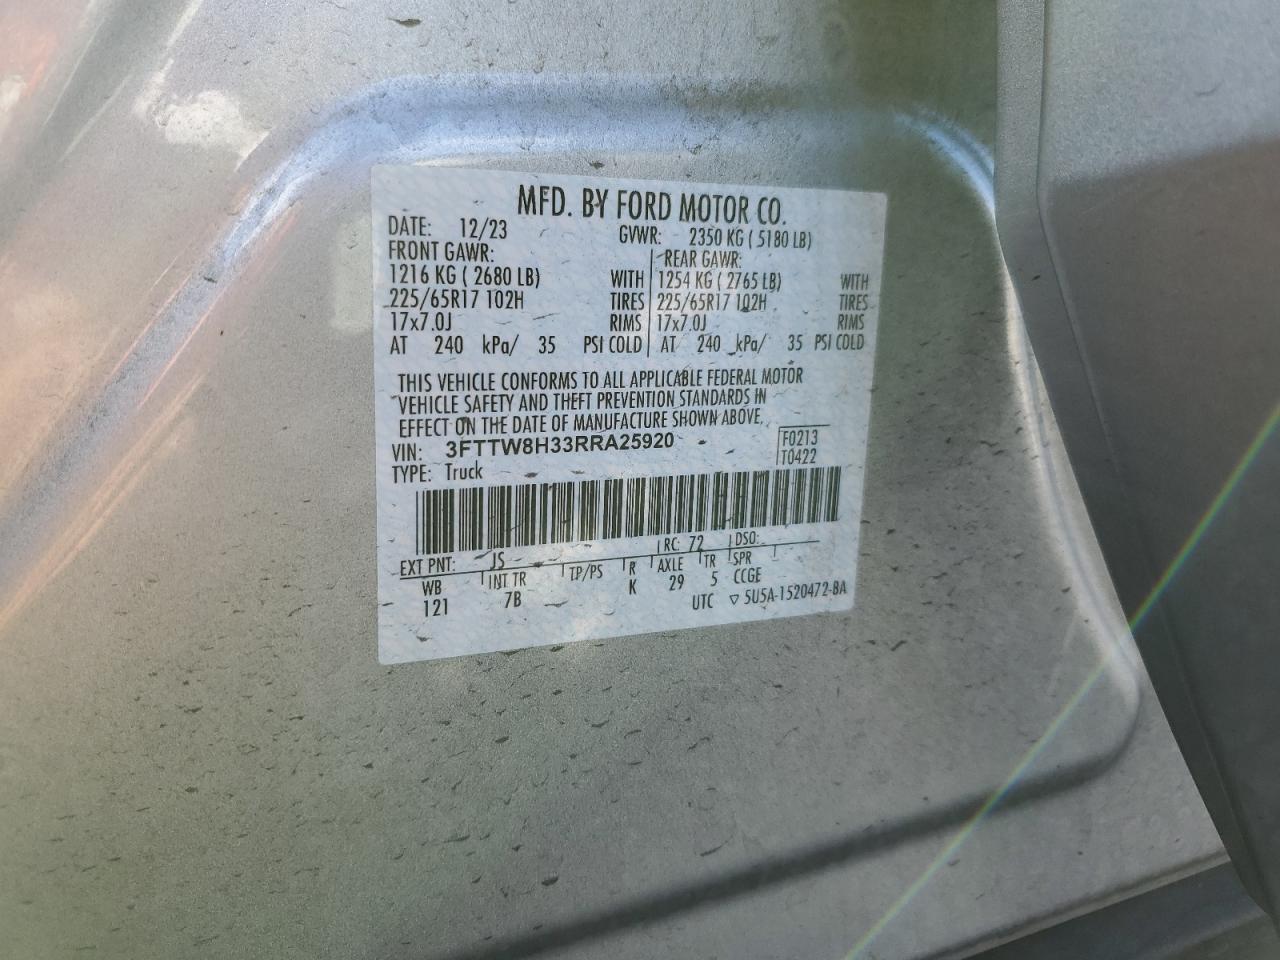 MFD. BY FORD MOTOR CO.
DATE: 12/23 GVWR: 2350 KG ( 5180 LB)
FRONT GAWR: REAR GAWR:
1216 KG ( 2680 LB) WITH 1254 KG ( 2765 LB) WITH
225/65R17 102H TIRES 225/65R17 102H TIRES
17x7.0J RIMS 17x7.0J RIMS
AT 240 kPa/ 35 PSI COLD AT 240 kPa/ 35 PSI COLD
THIS VEHICLE CONFORMS TO ALL APPLICABLE FEDERAL MOTOR
VEHICLE SAFETY AND THEFT PREVENTION STANDARDS IN
EFFECT ON THE DATE OF MANUFACTURE SHOWN ABOVE.
VIN: 3FTTW8H33RRA25920 F0213
TYPE: Truck T0422
EXT PNT: JS RC: 72 DSO:
WB INT TR TP/PS R AXLE TR SPR
121 7B K 29 5 CCGE
UTC ▽ 5U5A-1520472-BA